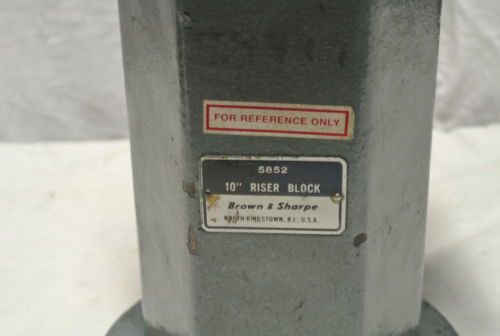 FOR REFERENCE ONLY
5852
10" RISER BLOCK
Brown & Sharpe
NORTH KINGSTOWN, R.I. U.S.A.